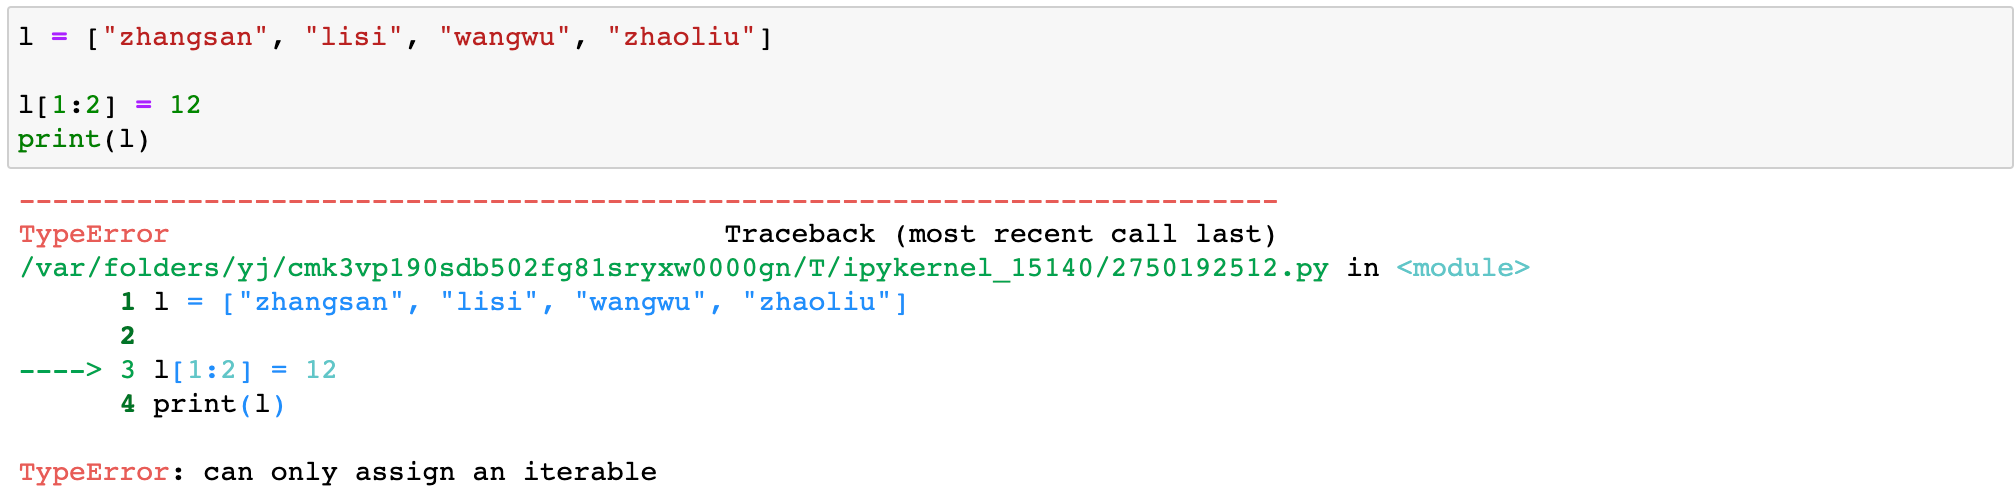 l = ["zhangsan", "lisi", "wangwu", "zhaoliu"]
l[1:2] = 12
print(l)
---------------------------------------------------------------------------
TypeError                                 Traceback (most recent call last)
/var/folders/yj/cmk3vp190sdb502fg81sryxw0000gn/T/ipykernel_15140/2750192512.py in <module>
      1 l = ["zhangsan", "lisi", "wangwu", "zhaoliu"]
      2
----> 3 l[1:2] = 12
      4 print(l)
TypeError: can only assign an iterable